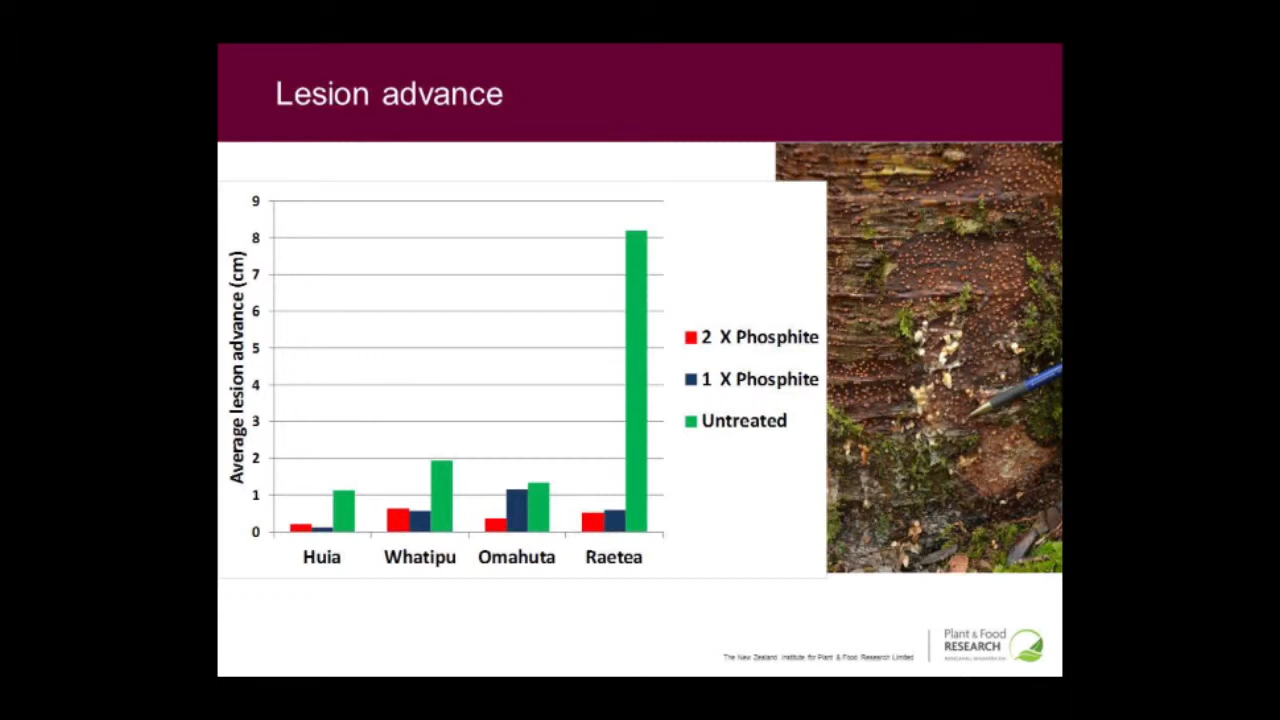 Lesion advance
9
8
7
6
5
4
3
2
1
0
Average lesion advance (cm)
Huia Whatipu Omahuta Raetea
2 X Phosphite
1 X Phosphite
Untreated
The New Zealand Institute for Plant & Food Research Limited
Plant & Food
RESEARCH